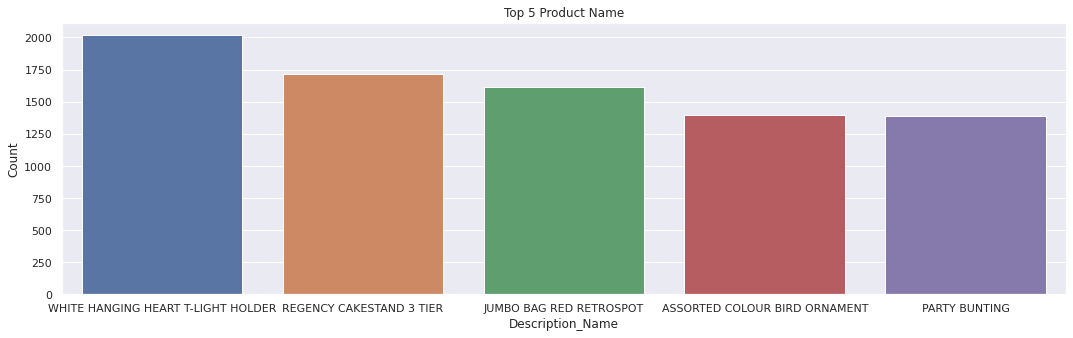 Top 5 Product Name
Count
2000
1750
1500
1250
1000
750
500
250
0
WHITE HANGING HEART T-LIGHT HOLDER REGENCY CAKESTAND 3 TIER JUMBO BAG RED RETROSPOT ASSORTED COLOUR BIRD ORNAMENT PARTY BUNTING
Description_Name